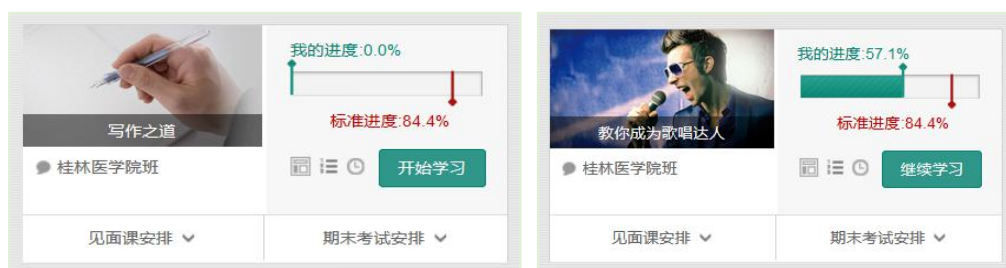 我的进度:0.0%
标准进度:84.4%
写作之道
桂林医学院班
开始学习
见面课安排
期末考试安排
我的进度:57.1%
标准进度:84.4%
教你成为歌唱达人
桂林医学院班
继续学习
见面课安排
期末考试安排